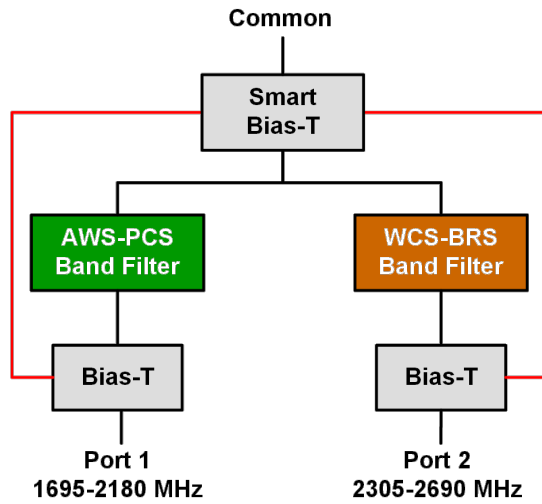 Common
Smart
Bias-T
AWS-PCS
Band Filter
WCS-BRS
Band Filter
Bias-T
Bias-T
Port 1
1695-2180 MHz
Port 2
2305-2690 MHz